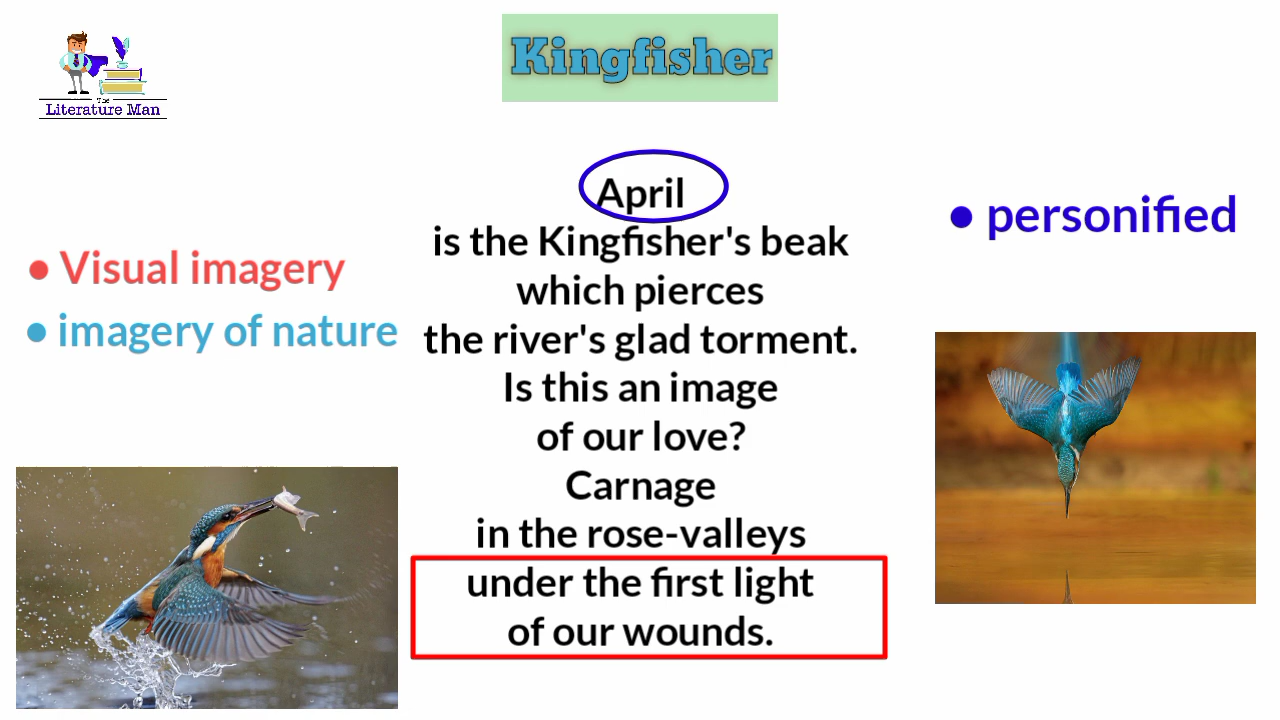 Kingfisher
The
Literature Man
April
is the Kingfisher's beak
which pierces
the river's glad torment.
Is this an image
of our love?
Carnage
in the rose-valleys
under the first light
of our wounds.
• Visual imagery
• imagery of nature
• personified